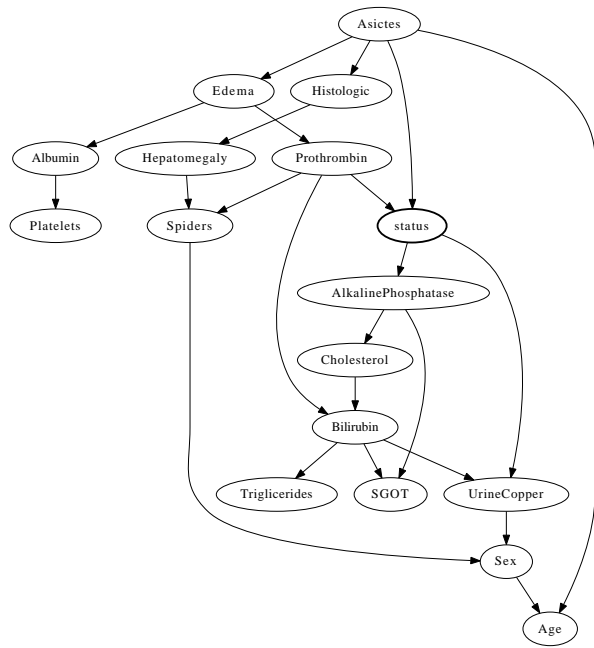 Asictes
Edema
Histologic
Albumin
Hepatomegaly
Prothrombin
Platelets
Spiders
status
AlkalinePhosphatase
Cholesterol
Bilirubin
Triglicerides
SGOT
UrineCopper
Sex
Age